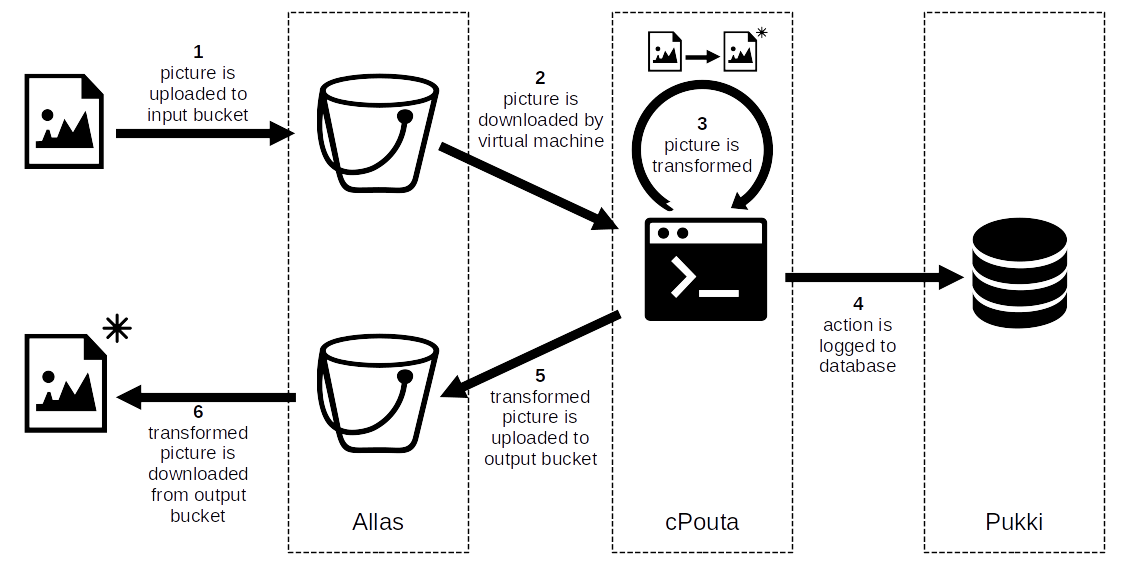 1
picture is
uploaded to
input bucket
2
picture is
downloaded by
virtual machine
3
picture is
transformed
4
action is
logged to
database
5
transformed
picture is
uploaded to
output bucket
6
transformed
picture is
downloaded
from output
bucket
Allas
cPouta
Pukki